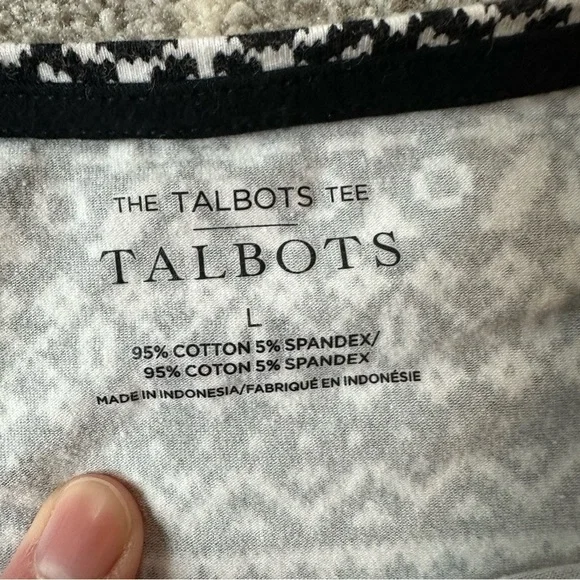 THE TALBOTS TEE
TALBOTS
L
95% COTTON 5% SPANDEX/
95% COTON 5% SPANDEX
MADE IN INDONESIA/FABRIQUÉ EN INDONÉSIE